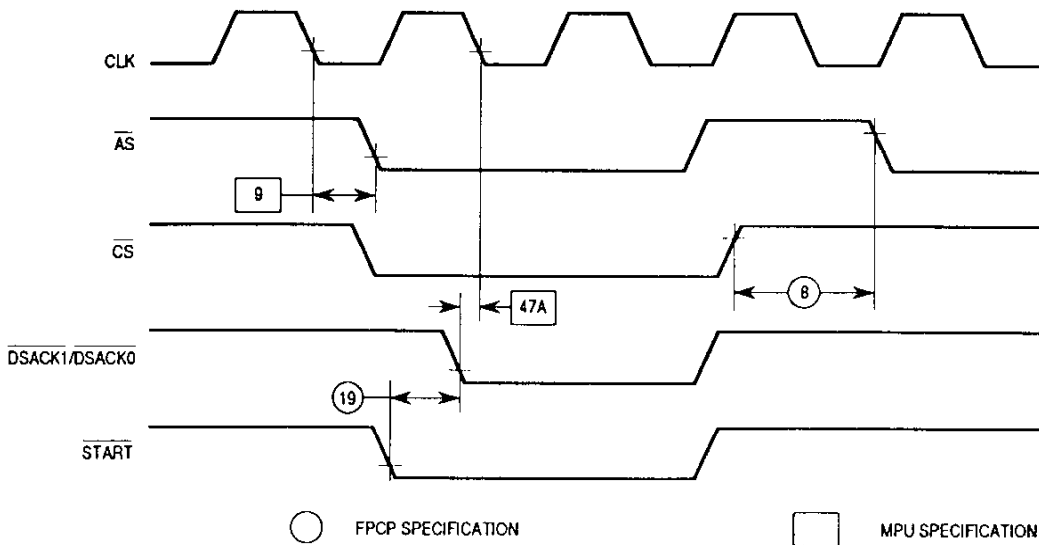 CLK
AS
9
CS
8
47A
DSACK1/DSACK0
19
START
FPCP SPECIFICATION
MPU SPECIFICATION